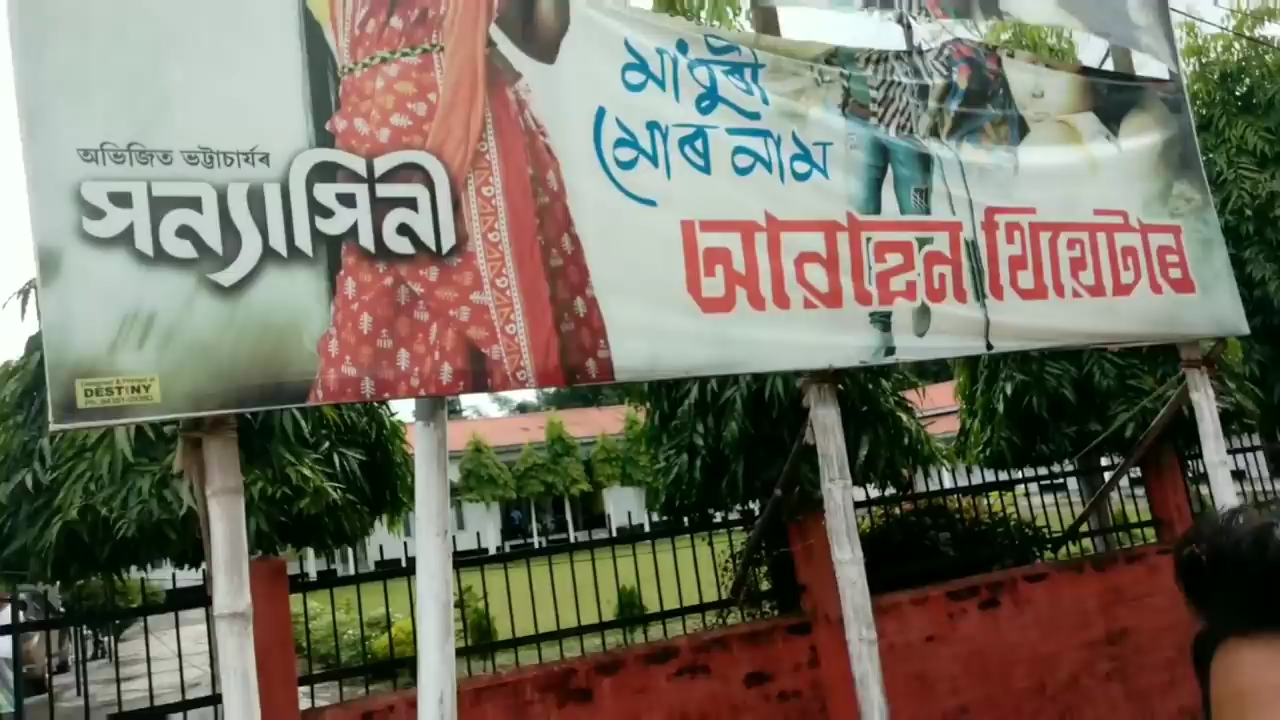 অভিজিত ভট্টাচাৰ্যৰ
সন্যাসিনী
মাধুৰী
মোৰ নাম
আৱাহন থিয়েটাৰ
DESTINY